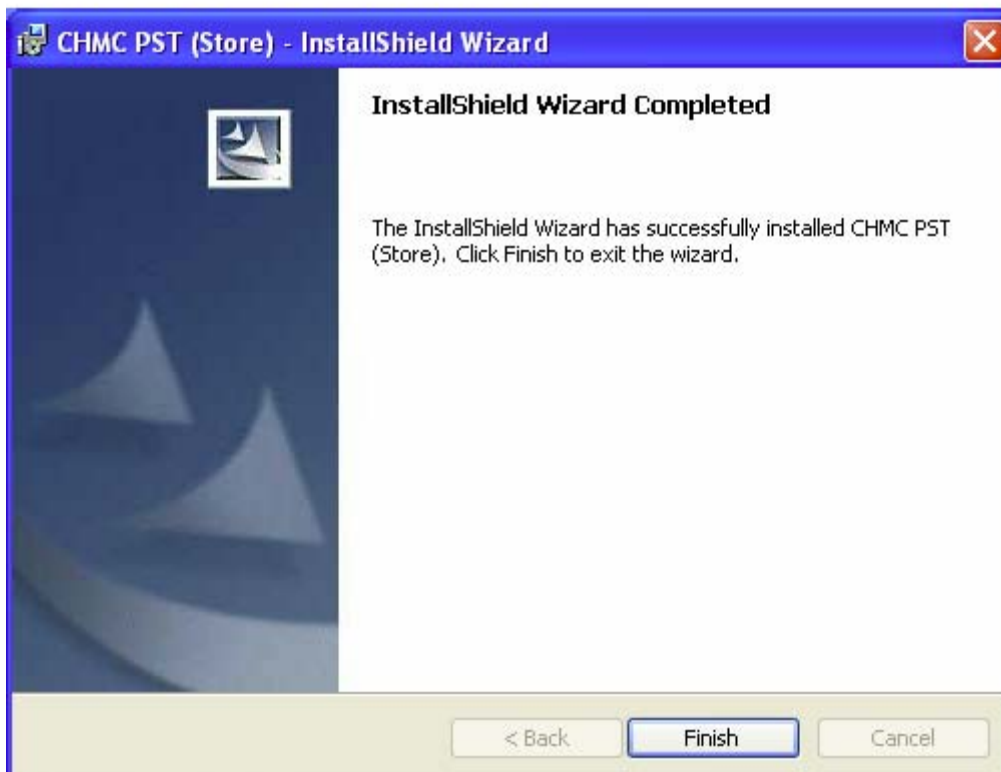 CHMC PST (Store) - InstallShield Wizard
InstallShield Wizard Completed
The InstallShield Wizard has successfully installed CHMC PST
(Store). Click Finish to exit the wizard.
< Back
Finish
Cancel